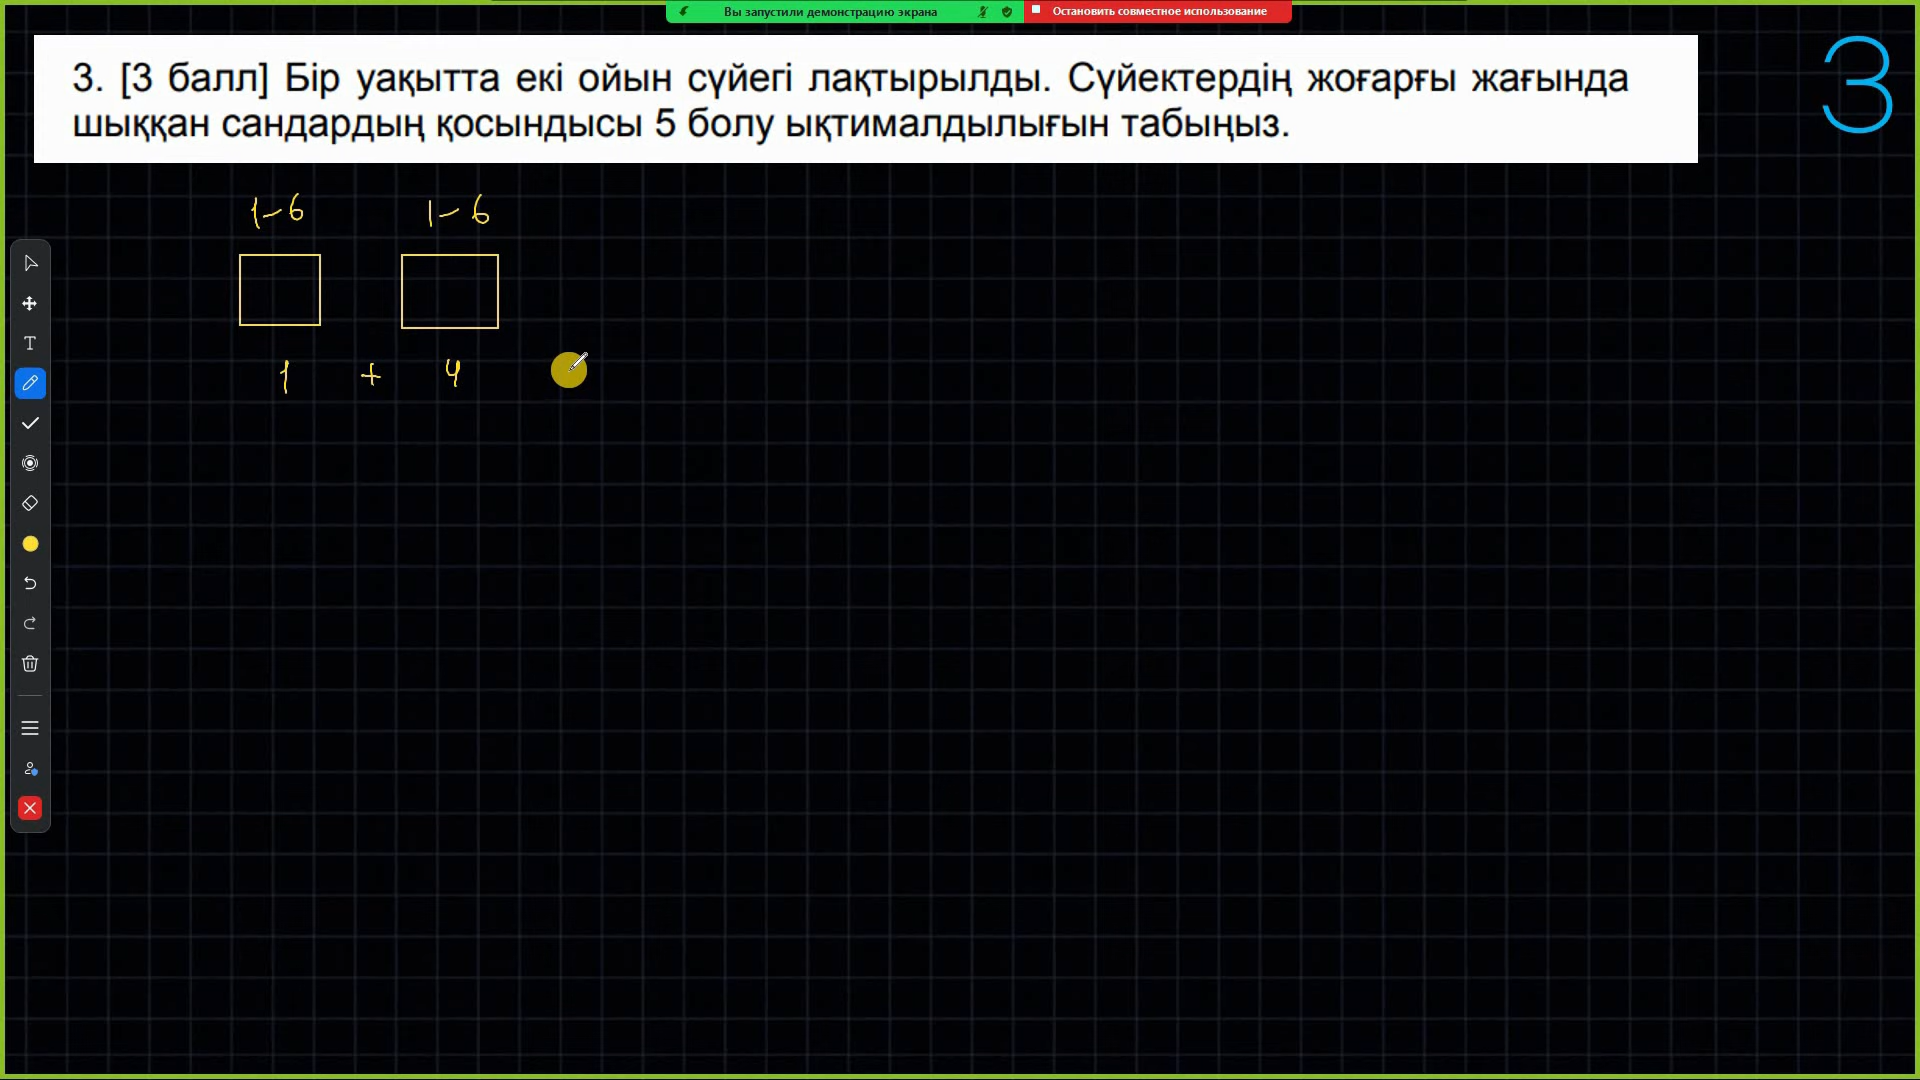 Вы запустили демонстрацию экрана Остановить совместное использование
3. [3 балл] Бір уақытта екі ойын сүйегі лақтырылды. Сүйектердің жоғарғы жағында
шыққан сандардың қосындысы 5 болу ықтималдылығын табыңыз.
3
1-6 1-6
1 + 4
T